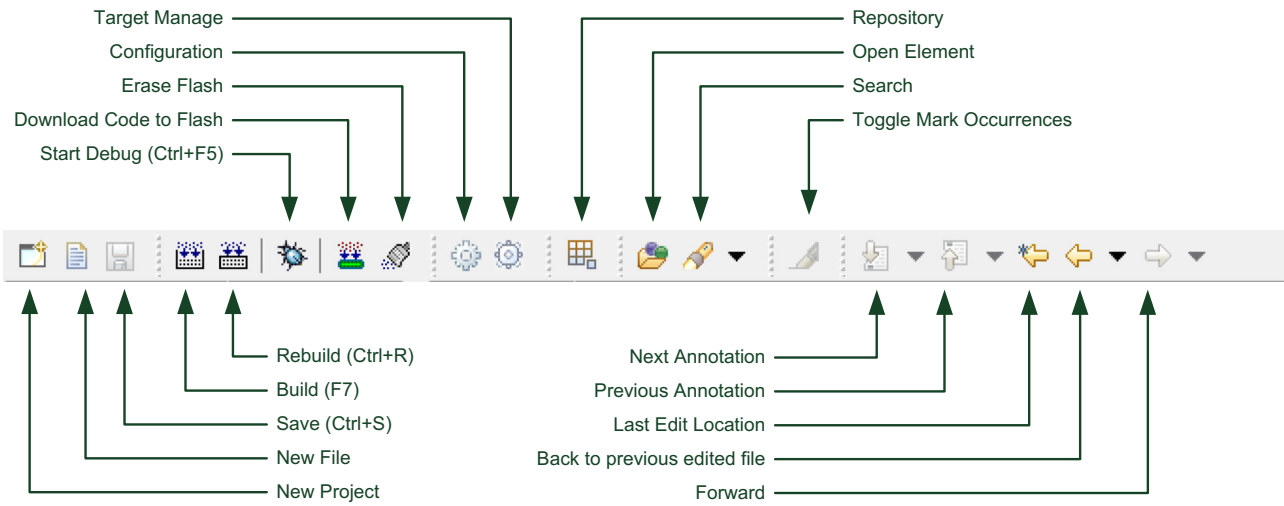 Target Manage
Configuration
Erase Flash
Download Code to Flash
Start Debug (Ctrl+F5)
Repository
Open Element
Search
Toggle Mark Occurrences
Rebuild (Ctrl+R)
Build (F7)
Save (Ctrl+S)
New File
New Project
Next Annotation
Previous Annotation
Last Edit Location
Back to previous edited file
Forward